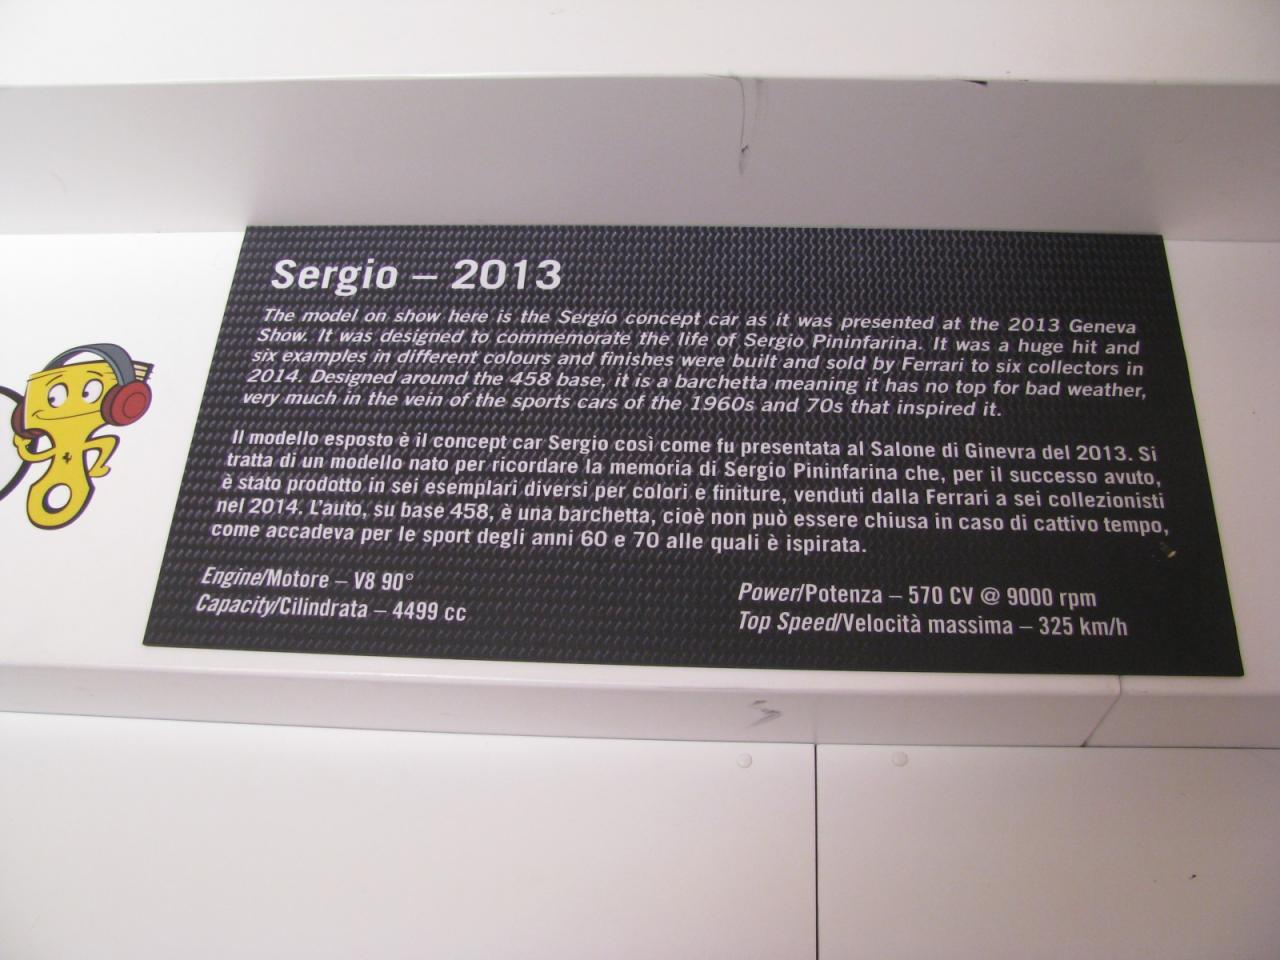 Sergio – 2013
The model on show here is the Sergio concept car as it was presented at the 2013 Geneva
Show. It was designed to commemorate the life of Sergio Pininfarina. It was a huge hit and
six examples in different colours and finishes were built and sold by Ferrari to six collectors in
2014. Designed around the 458 base, it is a barchetta meaning it has no top for bad weather,
very much in the vein of the sports cars of the 1960s and 70s that inspired it.
Il modello esposto è il concept car Sergio così come fu presentata al Salone di Ginevra del 2013. Si
tratta di un modello nato per ricordare la memoria di Sergio Pininfarina che, per il successo avuto,
è stato prodotto in sei esemplari diversi per colori e finiture, venduti dalla Ferrari a sei collezionisti
nel 2014. L'auto, su base 458, è una barchetta, cioè non può essere chiusa in caso di cattivo tempo,
come accadeva per le sport degli anni 60 e 70 alle quali è ispirata.
Engine/Motore – V8 90°
Capacity/Cilindrata – 4499 cc
Power/Potenza – 570 CV @ 9000 rpm
Top Speed/Velocità massima – 325 km/h